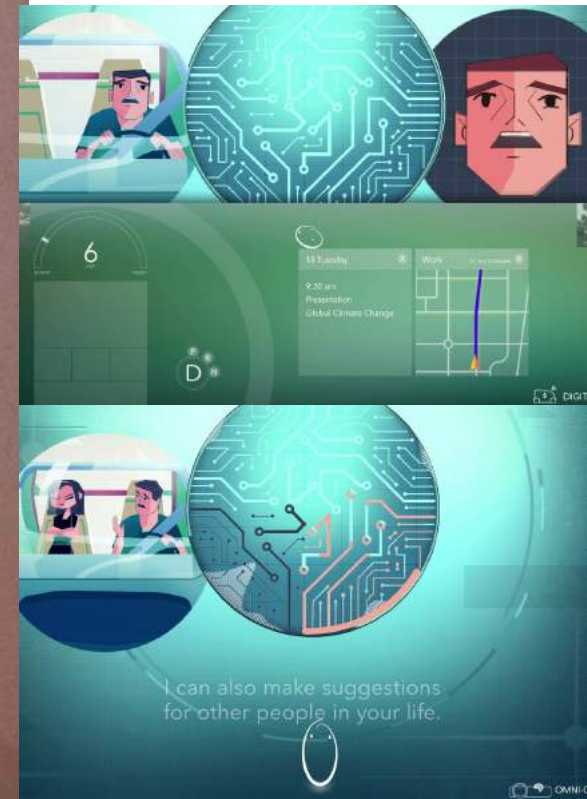 6
13 Tuesday
Work
9:30 am
Presentation
Global Climate Change
P
R
N
D
DIGIT
I can also make suggestions
for other people in your life.
OMNI-